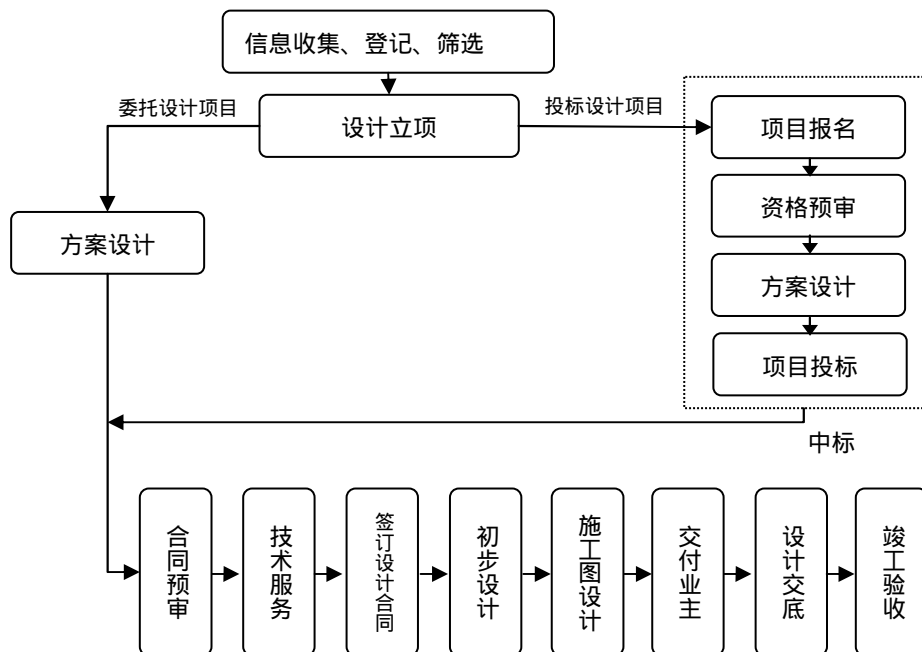 信息收集、登记、筛选
委托设计项目
设计立项
投标设计项目
项目报名
资格预审
方案设计
方案设计
项目投标
中标
合同预审
技术服务
签订设计合同
初步设计
施工图设计
交付业主
设计交底
竣工验收